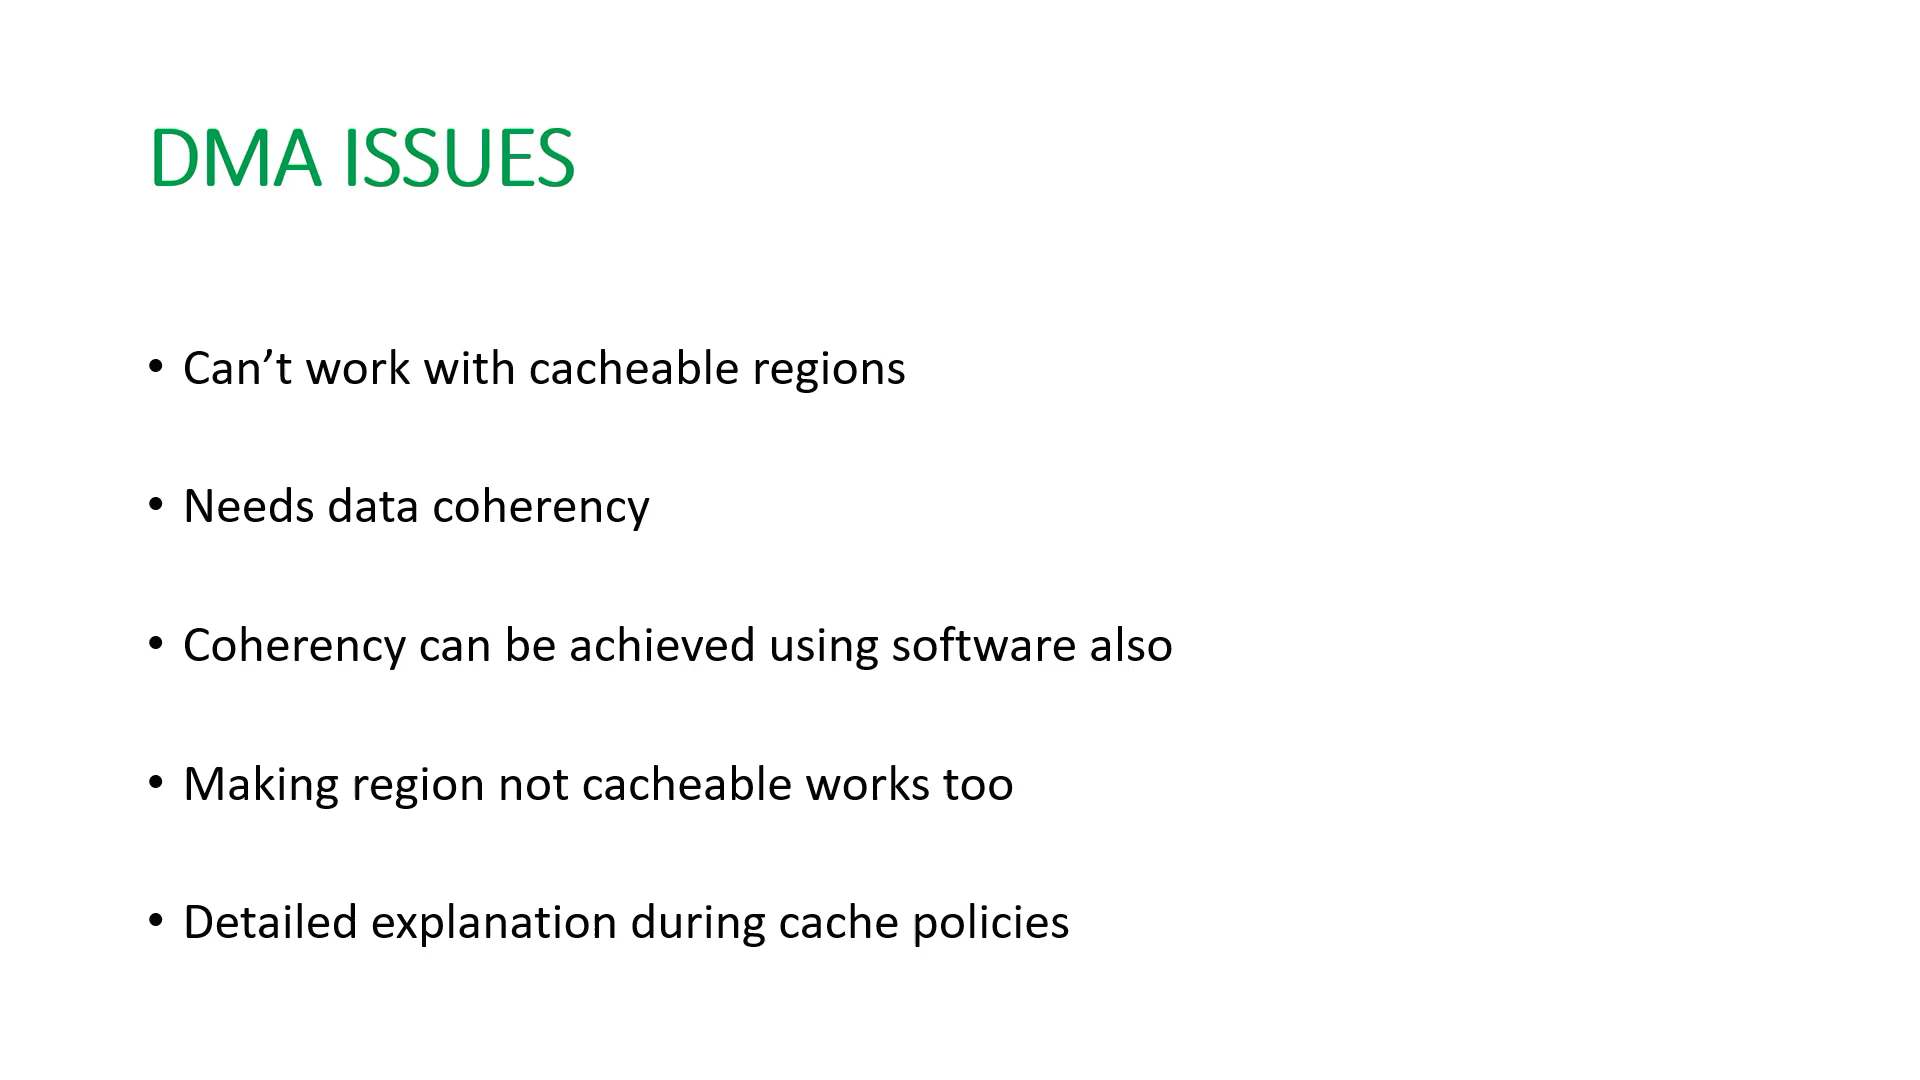 DMA ISSUES
• Can’t work with cacheable regions
• Needs data coherency
• Coherency can be achieved using software also
• Making region not cacheable works too
• Detailed explanation during cache policies